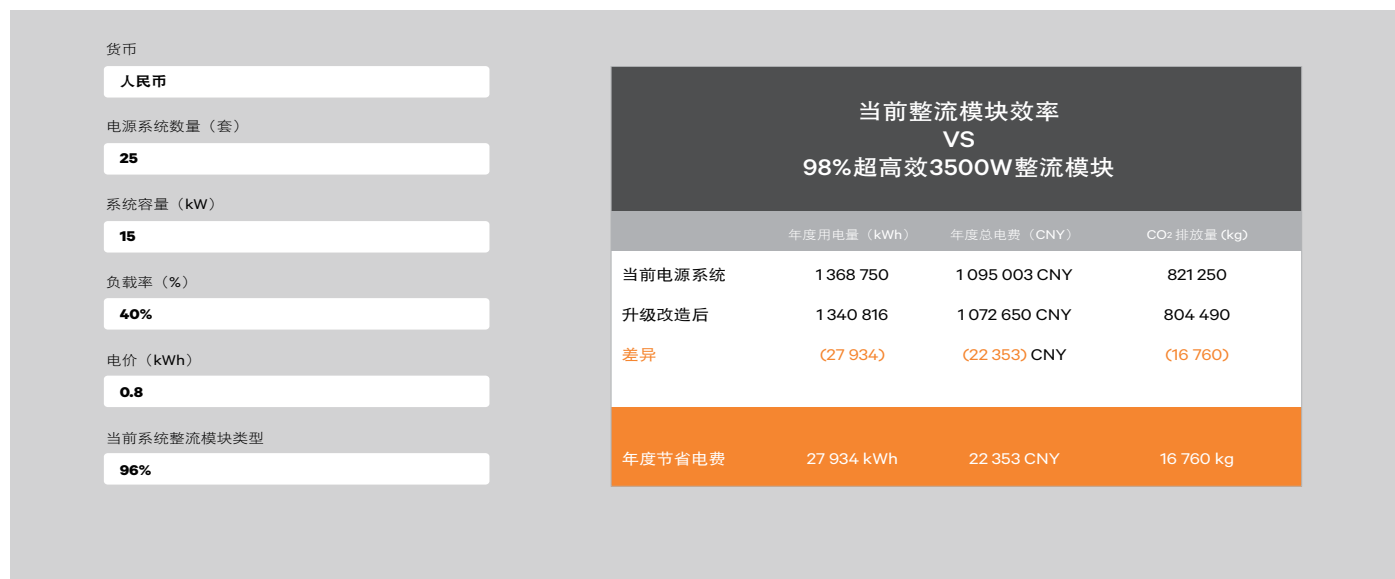 货币
人民币
电源系统数量（套）
25
系统容量（kW）
15
负载率（%）
40%
电价（kWh）
0.8
当前系统整流模块类型
96%
当前整流模块效率
VS
98%超高效3500W整流模块
年度用电量（kWh） 年度总电费（CNY） CO₂ 排放量 (kg)
当前电源系统 1 368 750 1 095 003 CNY 821 250
升级改造后 1 340 816 1 072 650 CNY 804 490
差异 (27 934) (22 353) CNY (16 760)
年度节省电费 27 934 kWh 22 353 CNY 16 760 kg